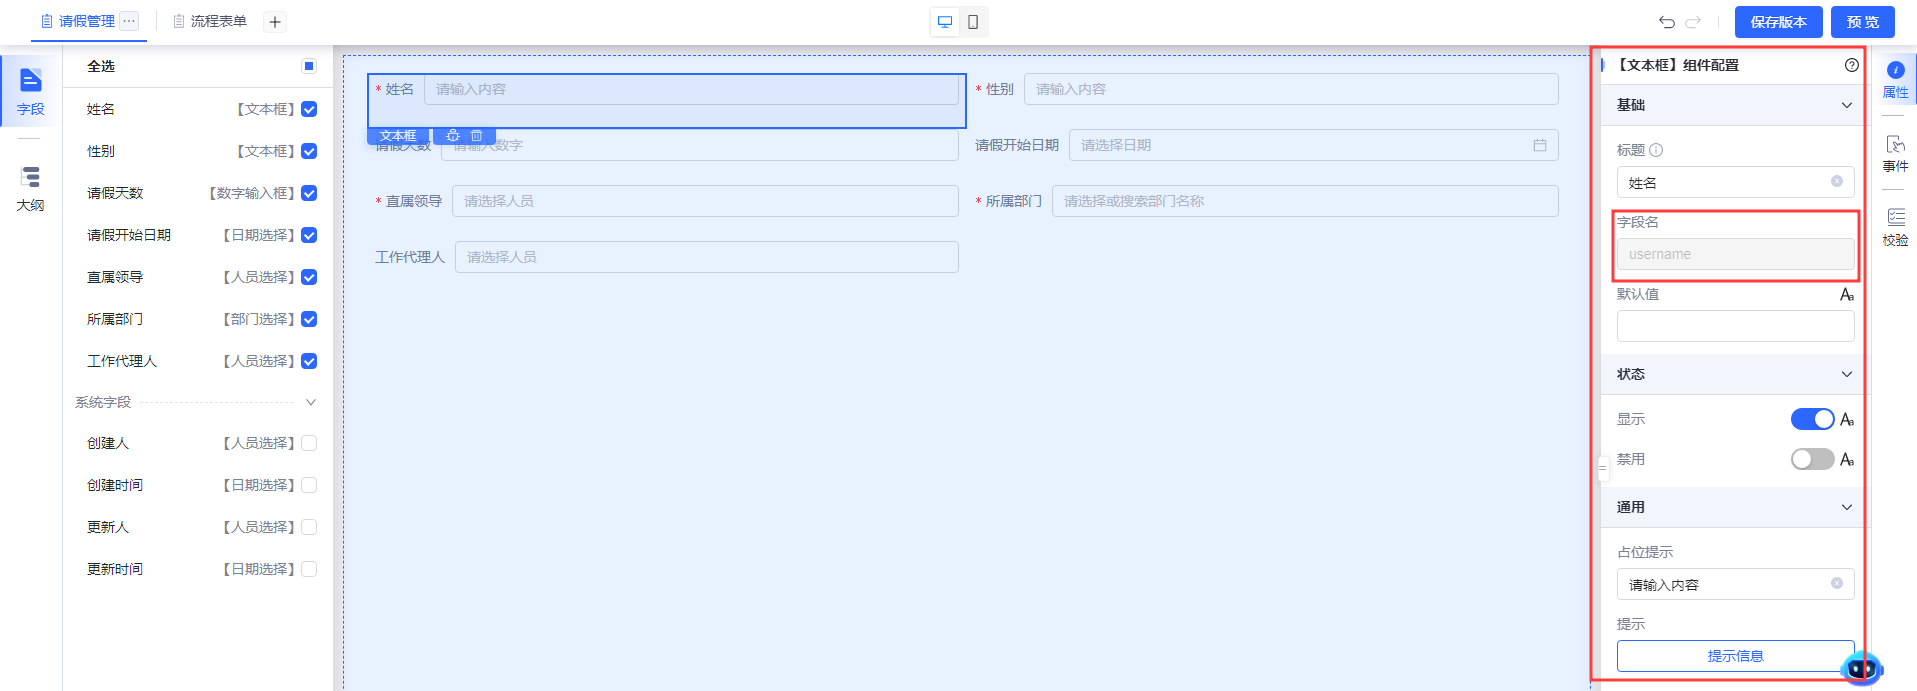 请假管理 ···
流程表单
保存版本
预 览
字段
大纲
全选
姓名 【文本框】
性别 【文本框】
请假天数 【数字输入框】
请假开始日期 【日期选择】
直属领导 【人员选择】
所属部门 【部门选择】
工作代理人 【人员选择】
系统字段
创建人 【人员选择】
创建时间 【日期选择】
更新人 【人员选择】
更新时间 【日期选择】
* 姓名 请输入内容
* 性别 请输入内容
文本框
请假天数 请输入数字
请假开始日期 请选择日期
* 直属领导 请选择人员
* 所属部门 请选择或搜索部门名称
工作代理人 请选择人员
【文本框】组件配置
基础
标题
姓名
字段名
username
默认值
状态
显示
禁用
通用
占位提示
请输入内容
提示
提示信息
属性
事件
校验